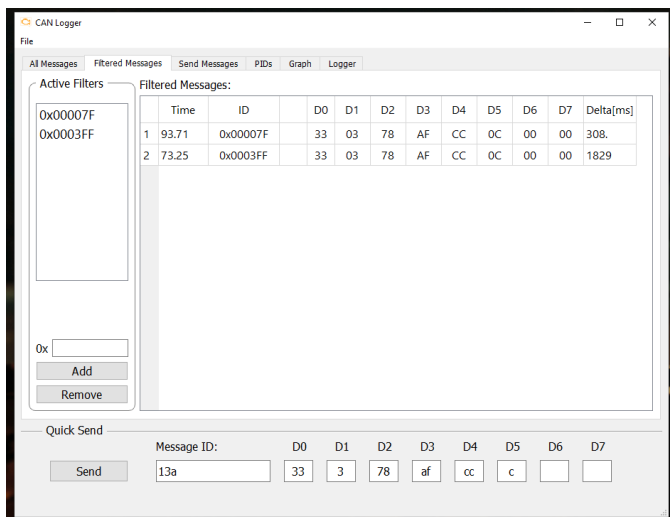 CAN Logger
File
All Messages Filtered Messages Send Messages PIDs Graph Logger
Active Filters
0x00007F
0x0003FF
0x
Add
Remove
Filtered Messages:
Time ID D0 D1 D2 D3 D4 D5 D6 D7 Delta[ms]
1 93.71 0x00007F 33 03 78 AF CC 0C 00 00 308.
2 73.25 0x0003FF 33 03 78 AF CC 0C 00 00 1829
Quick Send
Message ID: D0 D1 D2 D3 D4 D5 D6 D7
Send 13a 33 3 78 af cc c